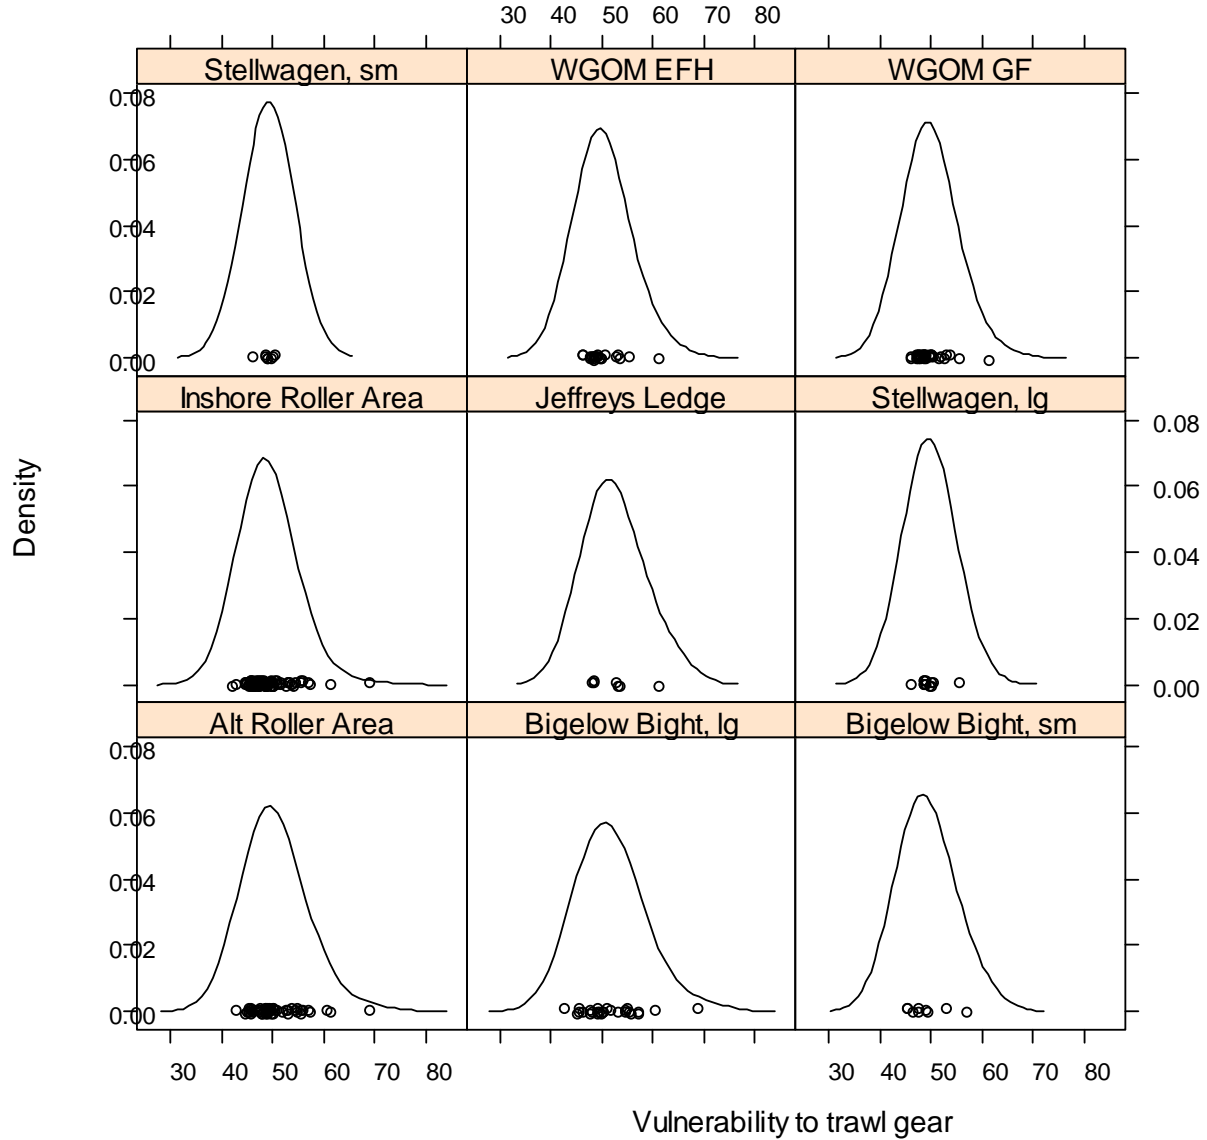 30 40 50 60 70 80
Stellwagen, sm WGOM EFH WGOM GF
0.08
0.06
0.04
0.02
0.00
Inshore Roller Area Jeffreys Ledge Stellwagen, lg
0.08
0.06
0.04
0.02
0.00
Density
Alt Roller Area Bigelow Bight, lg Bigelow Bight, sm
0.08
0.06
0.04
0.02
0.00
30 40 50 60 70 80 30 40 50 60 70 80
Vulnerability to trawl gear